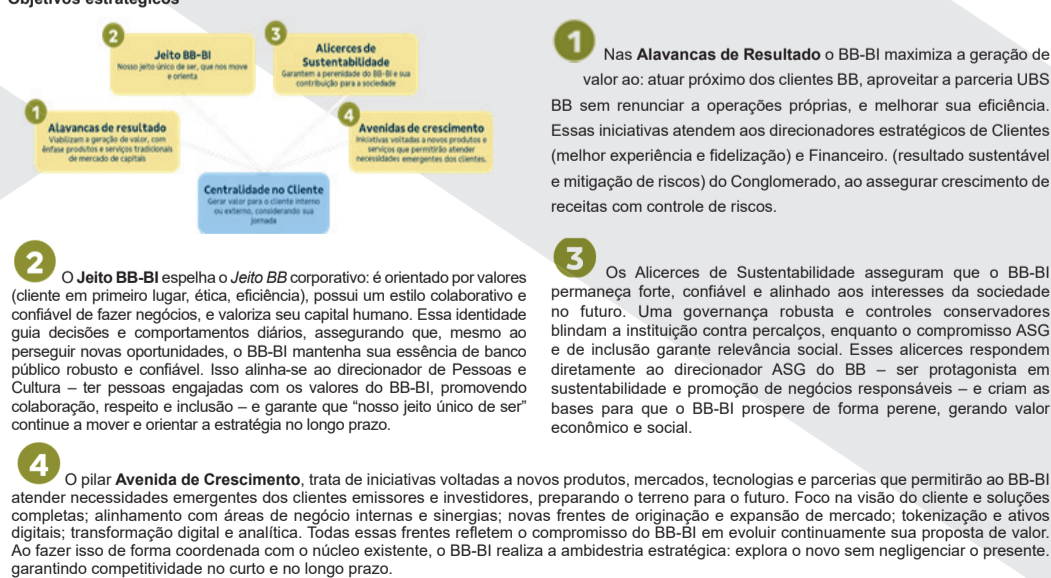 Objetivos estratégicos
2
Jeito BB-BI
Nosso jeito único de ser, que nos move
e orienta
3
Alicerces de
Sustentabilidade
Garantem a perenidade do BB-BI e sua
contribuição para a sociedade
1
Alavancas de resultado
Viabilizam a geração de valor, com
ênfase produtos e serviços tradicionais
de mercado de capitais
4
Avenidas de crescimento
Iniciativas voltadas a novos produtos e
serviços que permitirão atender
necessidades emergentes dos clientes.
Centralidade no Cliente
Gerar valor para o cliente interno
ou externo, considerando sua
jornada
1 Nas Alavancas de Resultado o BB-BI maximiza a geração de
valor ao: atuar próximo dos clientes BB, aproveitar a parceria UBS
BB sem renunciar a operações próprias, e melhorar sua eficiência.
Essas iniciativas atendem aos direcionadores estratégicos de Clientes
(melhor experiência e fidelização) e Financeiro. (resultado sustentável
e mitigação de riscos) do Conglomerado, ao assegurar crescimento de
receitas com controle de riscos.
2 O Jeito BB-BI espelha o Jeito BB corporativo: é orientado por valores
(cliente em primeiro lugar, ética, eficiência), possui um estilo colaborativo e
confiável de fazer negócios, e valoriza seu capital humano. Essa identidade
guia decisões e comportamentos diários, assegurando que, mesmo ao
perseguir novas oportunidades, o BB-BI mantenha sua essência de banco
público robusto e confiável. Isso alinha-se ao direcionador de Pessoas e
Cultura – ter pessoas engajadas com os valores do BB-BI, promovendo
colaboração, respeito e inclusão – e garante que “nosso jeito único de ser”
continue a mover e orientar a estratégia no longo prazo.
3 Os Alicerces de Sustentabilidade asseguram que o BB-BI
permaneça forte, confiável e alinhado aos interesses da sociedade
no futuro. Uma governança robusta e controles conservadores
blindam a instituição contra percalços, enquanto o compromisso ASG
e de inclusão garante relevância social. Esses alicerces respondem
diretamente ao direcionador ASG do BB – ser protagonista em
sustentabilidade e promoção de negócios responsáveis – e criam as
bases para que o BB-BI prospere de forma perene, gerando valor
econômico e social.
4 O pilar Avenida de Crescimento, trata de iniciativas voltadas a novos produtos, mercados, tecnologias e parcerias que permitirão ao BB-BI
atender necessidades emergentes dos clientes emissores e investidores, preparando o terreno para o futuro. Foco na visão do cliente e soluções
completas; alinhamento com áreas de negócio internas e sinergias; novas frentes de originação e expansão de mercado; tokenização e ativos
digitais; transformação digital e analítica. Todas essas frentes refletem o compromisso do BB-BI em evoluir continuamente sua proposta de valor.
Ao fazer isso de forma coordenada com o núcleo existente, o BB-BI realiza a ambidestria estratégica: explora o novo sem negligenciar o presente.
garantindo competitividade no curto e no longo prazo.